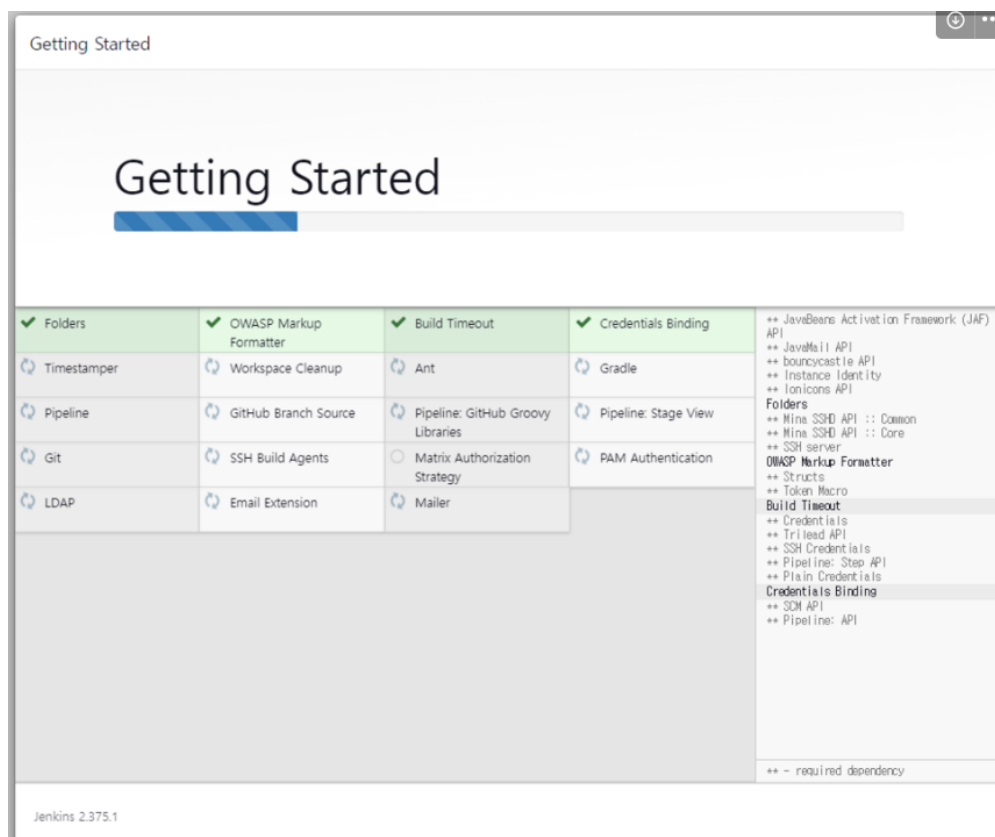 Getting Started
Getting Started
Folders
OWASP Markup
Formatter
Build Timeout
Credentials Binding
Timestamper
Workspace Cleanup
Ant
Gradle
Pipeline
GitHub Branch Source
Pipeline: GitHub Groovy
Libraries
Pipeline: Stage View
Git
SSH Build Agents
Matrix Authorization
Strategy
PAM Authentication
LDAP
Email Extension
Mailer
++ JavaBeans Activation Framework (JAF)
API
++ JavaMail API
++ bouncycastle API
++ Instance Identity
++ Ionicons API
Folders
++ Mina SSHD API :: Common
++ Mina SSHD API :: Core
++ SSH server
OWASP Markup Formatter
++ Structs
++ Token Macro
Build Timeout
++ Credentials
++ Trilead API
++ SSH Credentials
++ Pipeline: Step API
++ Plain Credentials
Credentials Binding
++ SCM API
++ Pipeline: API
++ - required dependency
Jenkins 2.375.1